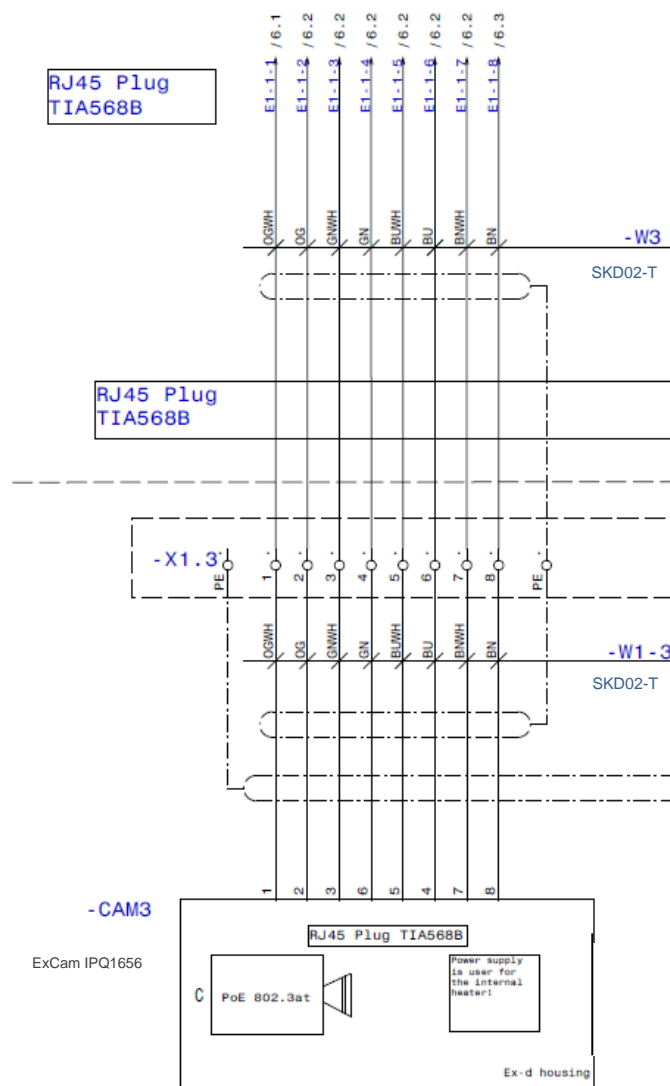 /6.1 /6.2 /6.2 /6.2 /6.2 /6.2 /6.2 /6.3
E1-1-1 E1-1-2 E1-1-3 E1-1-4 E1-1-5 E1-1-6 E1-1-7 E1-1-8
RJ45 Plug
TIA568B
OGWH OG GNWH GN BUWH BU BNWH BN
-W3
SKD02-T
RJ45 Plug
TIA568B
-X1.3
PE 1 2 3 4 5 6 7 8 PE
OGWH OG GNWH GN BUWH BU BNWH BN
-W1-3
SKD02-T
1 2 3 6 5 4 7 8
-CAM3
RJ45 Plug TIA568B
ExCam IPQ1656
C
PoE 802.3at
Power supply
is user for
the internal
heater!
Ex-d housing